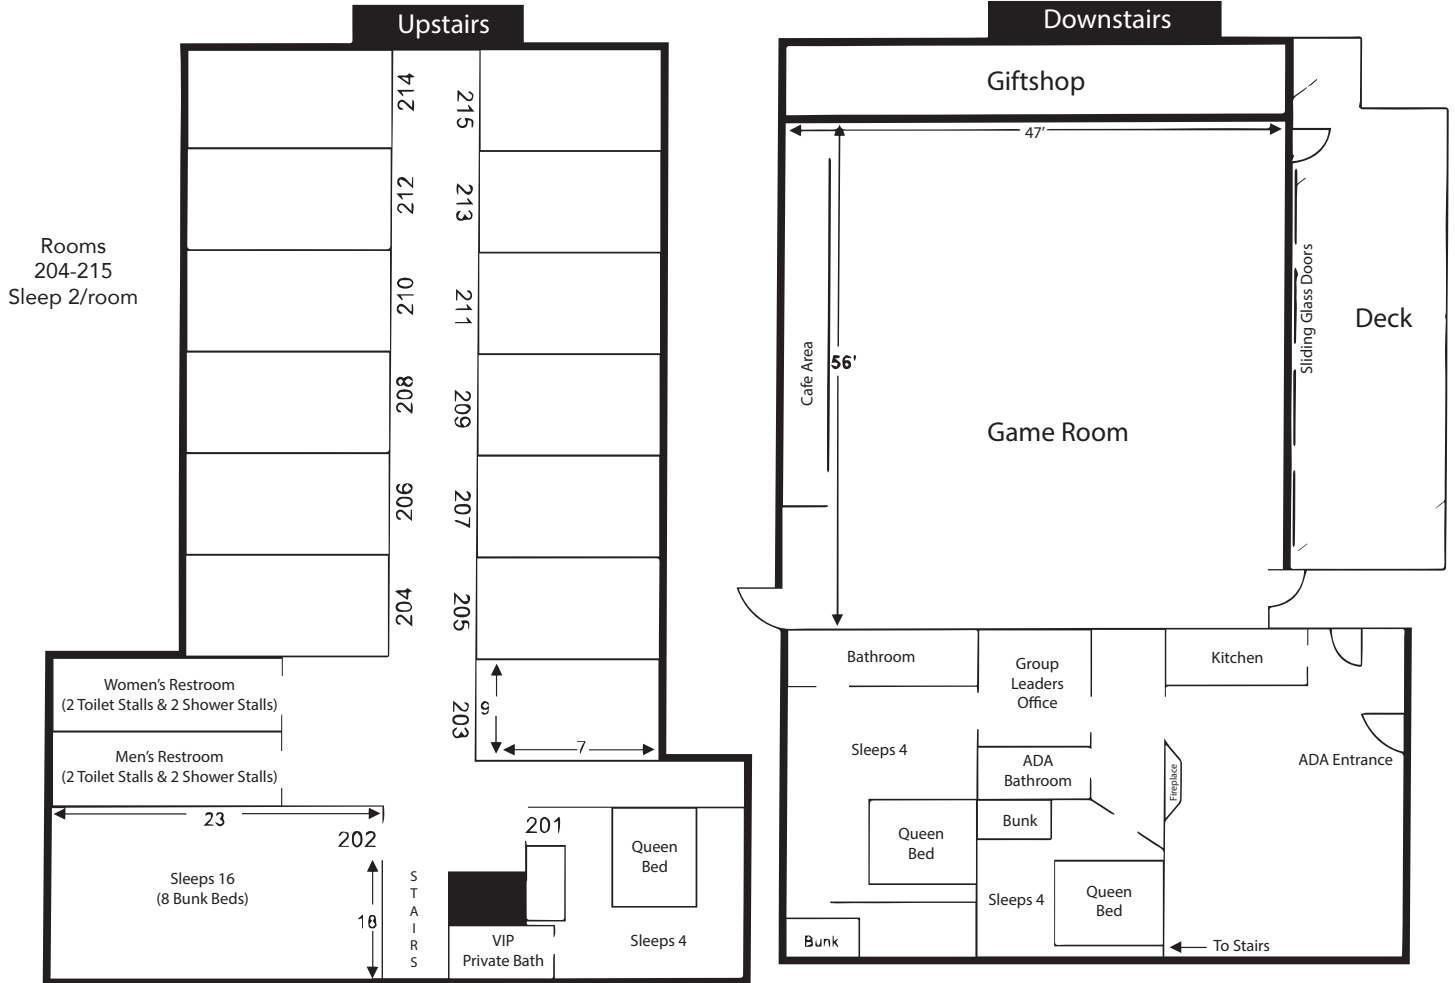 Upstairs
Rooms
204-215
Sleep 2/room
214
215
212
213
210
211
208
209
206
207
204
205
203
9
7
Women's Restroom
(2 Toilet Stalls & 2 Shower Stalls)
Men's Restroom
(2 Toilet Stalls & 2 Shower Stalls)
23
202
Sleeps 16
(8 Bunk Beds)
18
STAIRS
201
Queen
Bed
VIP
Private Bath
Sleeps 4
Downstairs
Giftshop
47'
56'
Cafe Area
Game Room
Sliding Glass Doors
Deck
Bathroom
Group
Leaders
Office
Kitchen
Sleeps 4
ADA
Bathroom
Fireplace
ADA Entrance
Queen
Bed
Bunk
Sleeps 4
Queen
Bed
Bunk
To Stairs